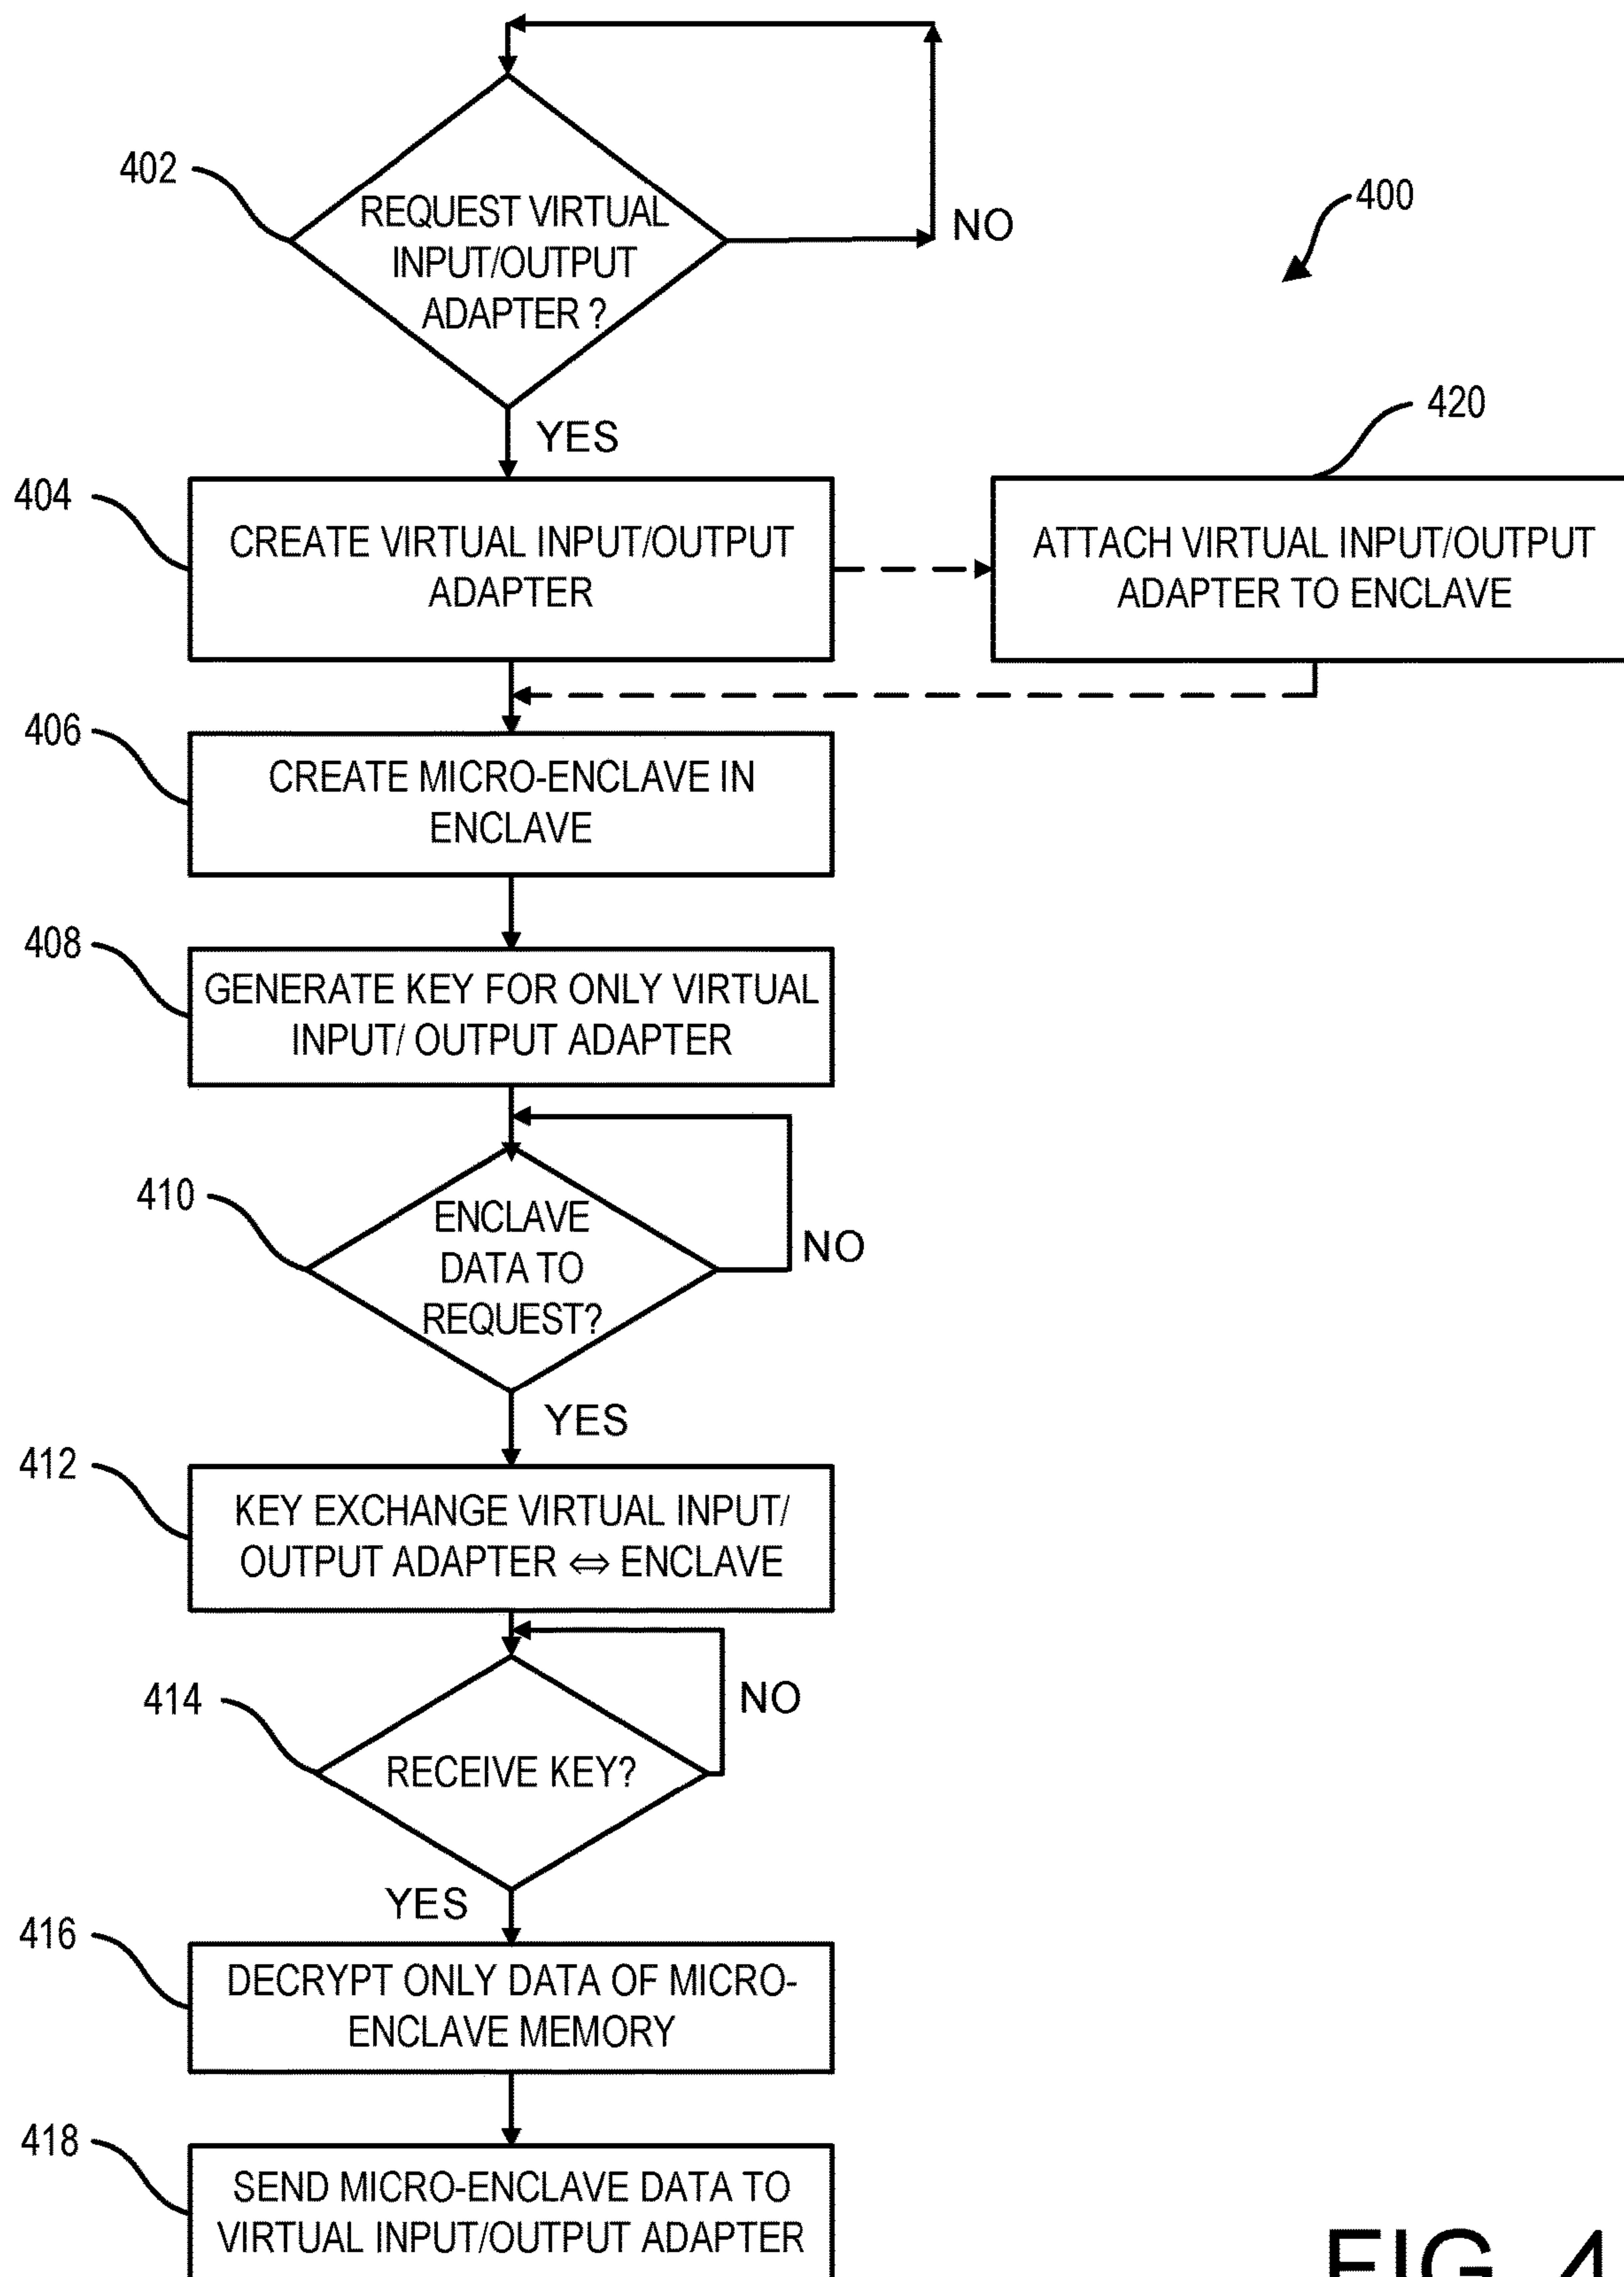 402
REQUEST VIRTUAL
INPUT/OUTPUT
ADAPTER ?
NO
400
YES
420
404
CREATE VIRTUAL INPUT/OUTPUT
ADAPTER
ATTACH VIRTUAL INPUT/OUTPUT
ADAPTER TO ENCLAVE
406
CREATE MICRO-ENCLAVE IN
ENCLAVE
408
GENERATE KEY FOR ONLY VIRTUAL
INPUT/ OUTPUT ADAPTER
410
ENCLAVE
DATA TO
REQUEST?
NO
YES
412
KEY EXCHANGE VIRTUAL INPUT/
OUTPUT ADAPTER ⇔ ENCLAVE
414
NO
RECEIVE KEY?
YES
416
DECRYPT ONLY DATA OF MICRO-
ENCLAVE MEMORY
418
SEND MICRO-ENCLAVE DATA TO
VIRTUAL INPUT/OUTPUT ADAPTER
FIG. 4